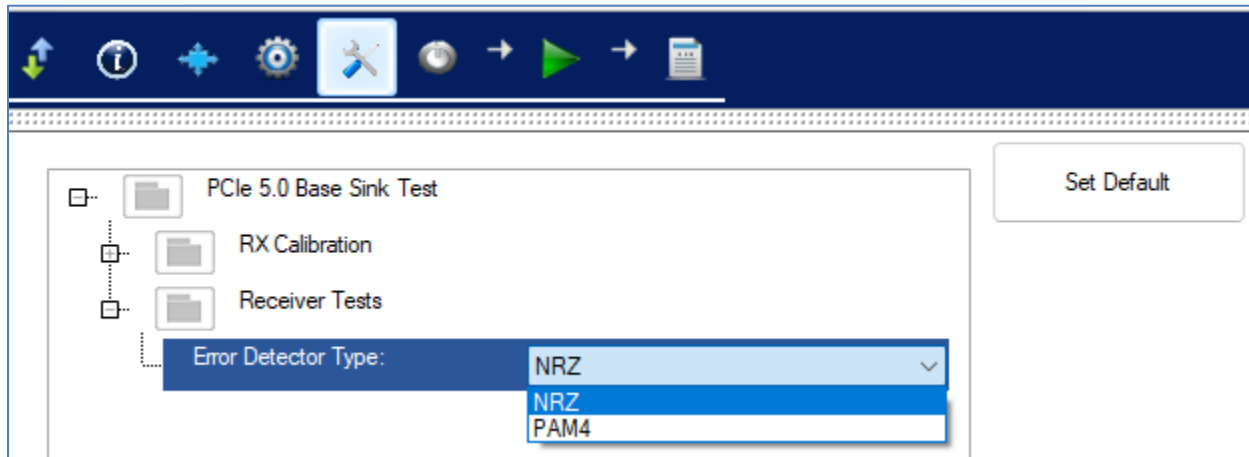 PCIe 5.0 Base Sink Test
Set Default
RX Calibration
Receiver Tests
Error Detector Type:
NRZ
NRZ
PAM4